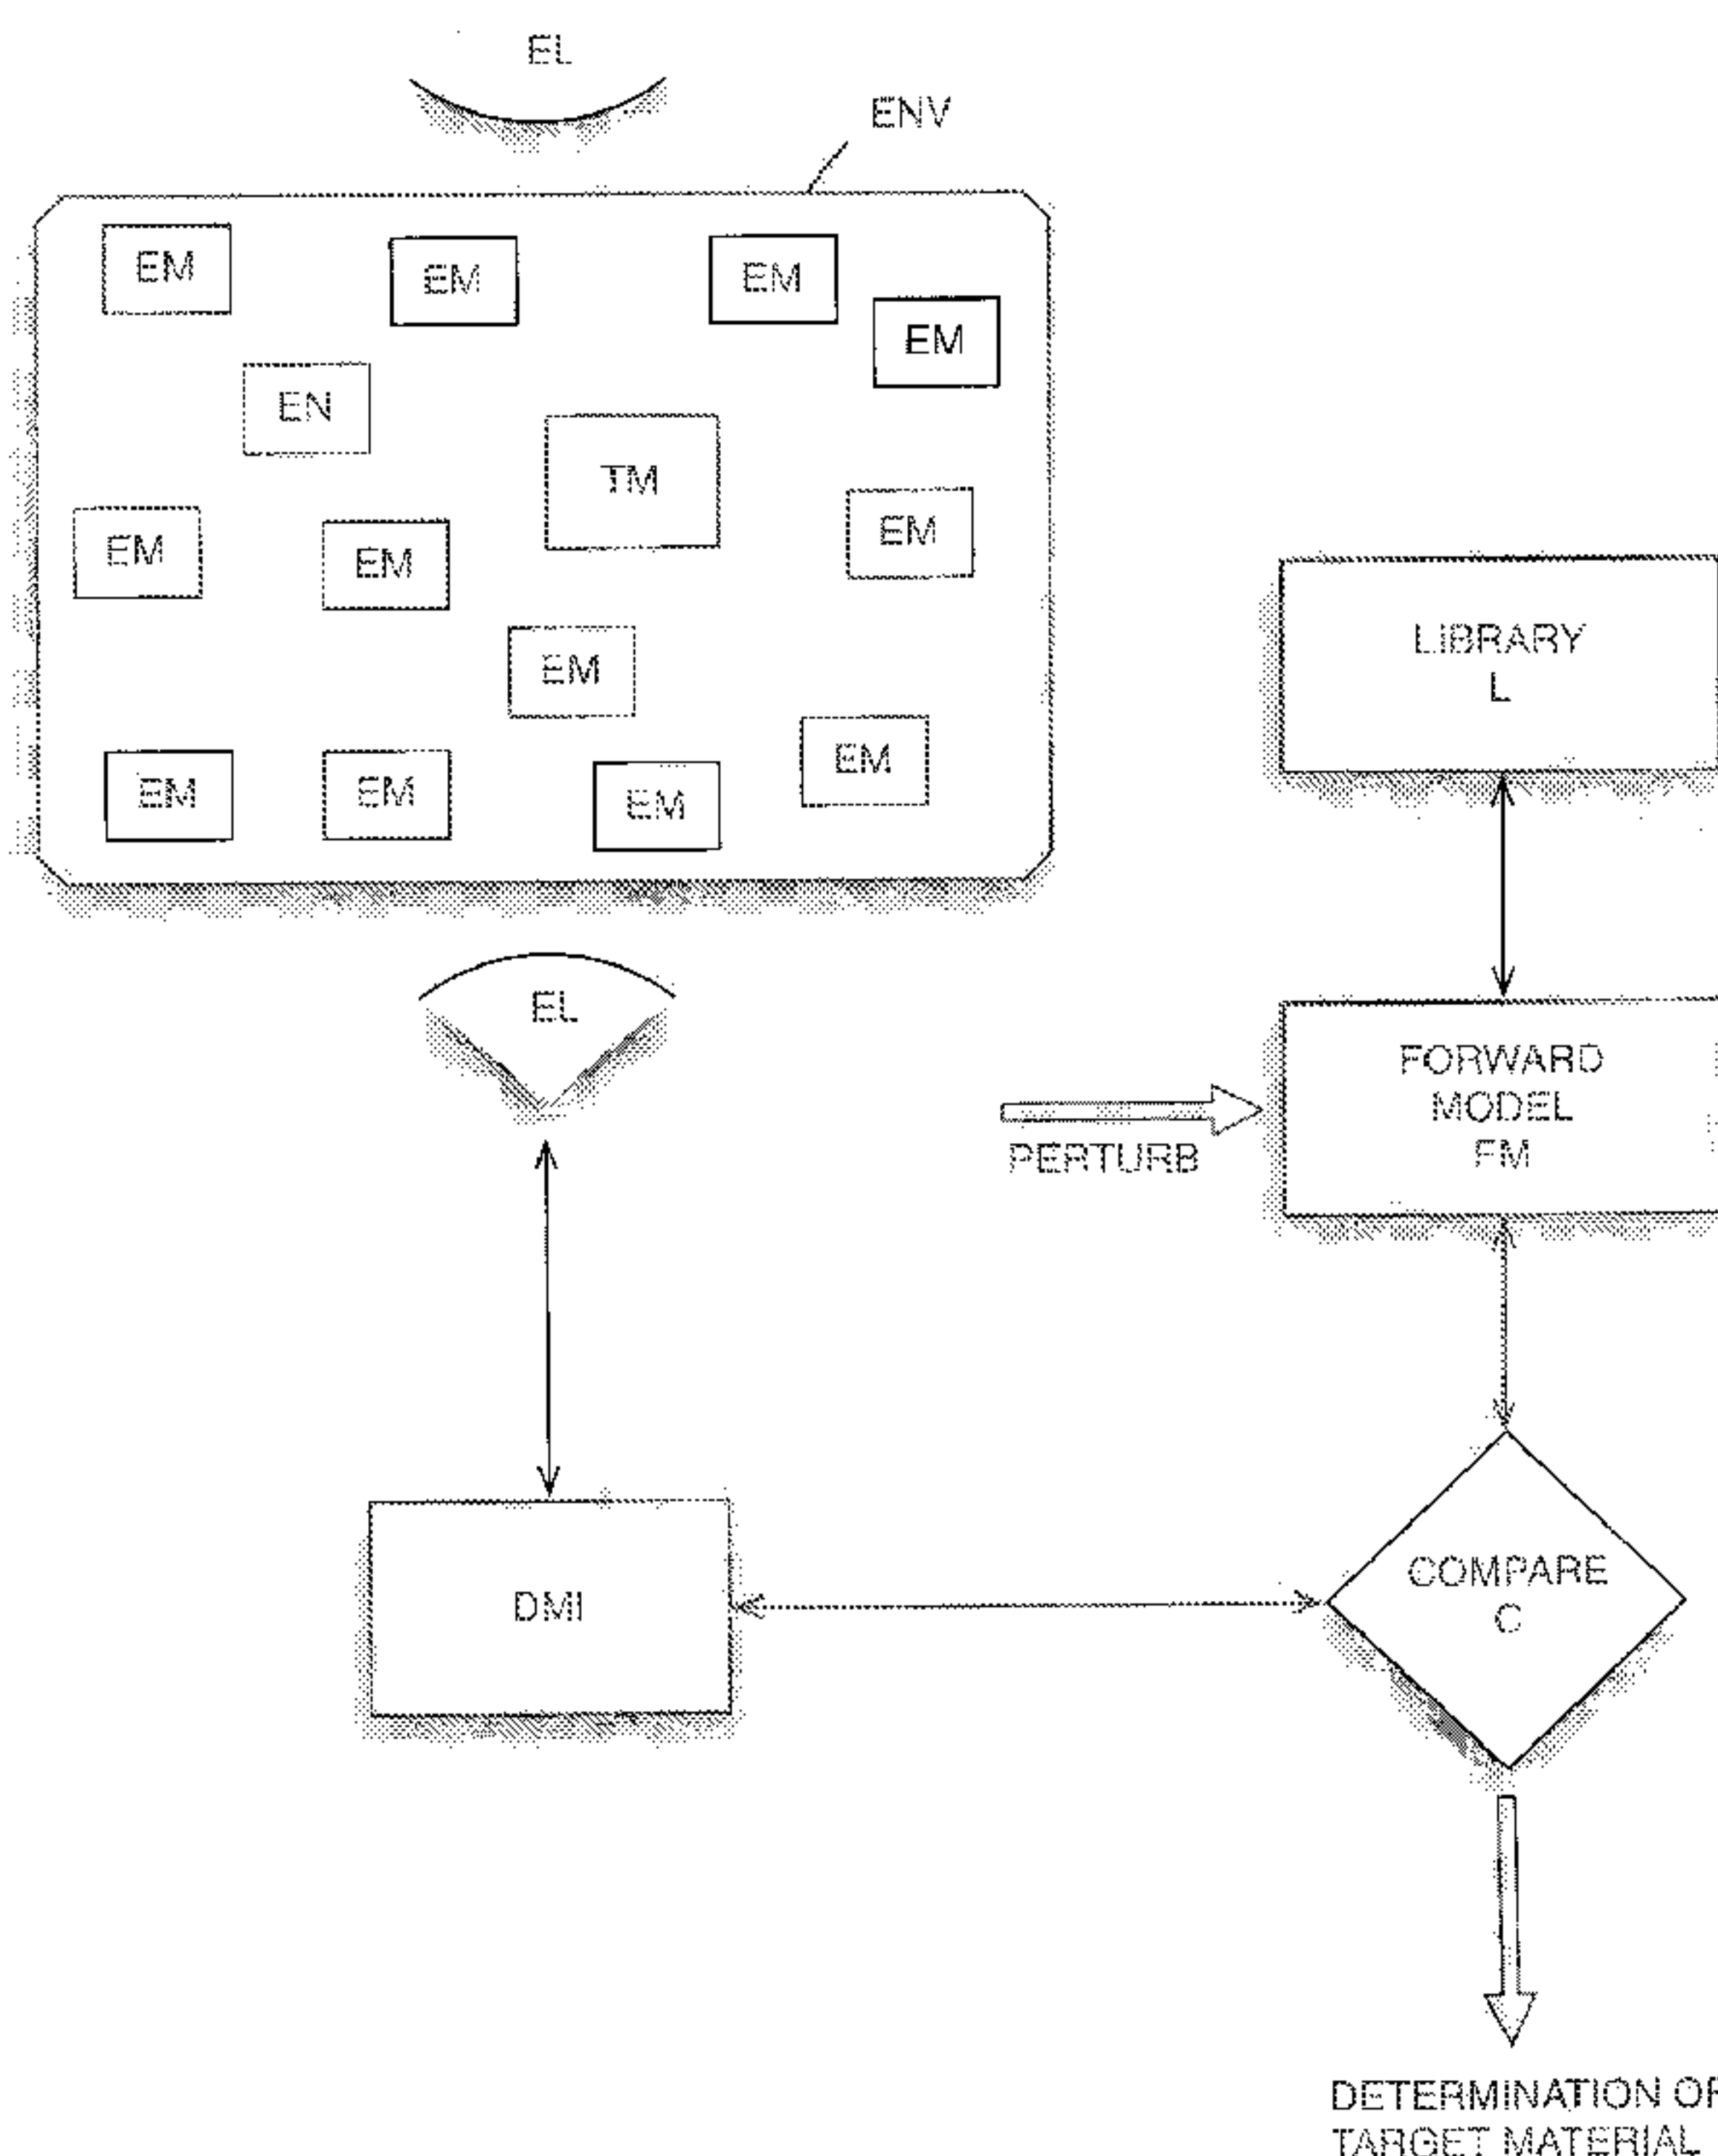 EL
ENV
EM
EM
EM
EM
EN
TM
EM
EM
EM
EM
EM
EM
EM
EM
LIBRARY
L
EL
FORWARD
MODEL
FM
PERTURB
DMI
COMPARE
C
DETERMINATION OF
TARGET MATERIAL